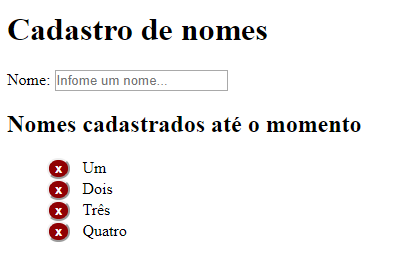 Cadastro de nomes
Nome: Infome um nome...
Nomes cadastrados até o momento
x Um
x Dois
x Três
x Quatro